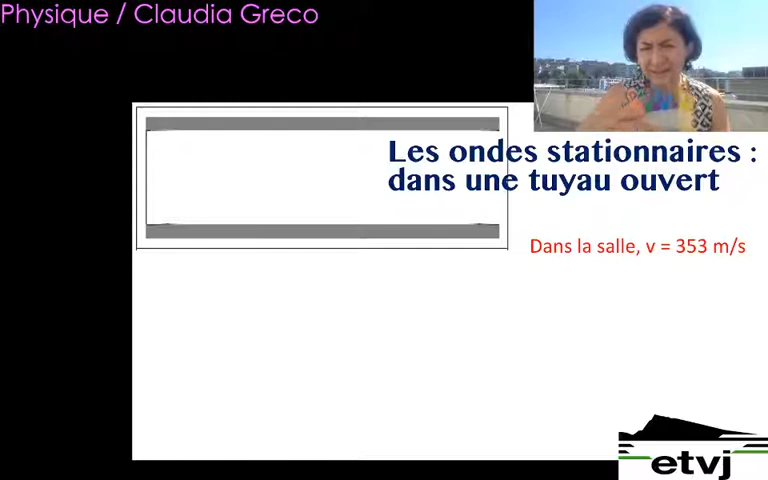 Physique / Claudia Greco
Les ondes stationnaires :
dans une tuyau ouvert
Dans la salle, v = 353 m/s
etvj